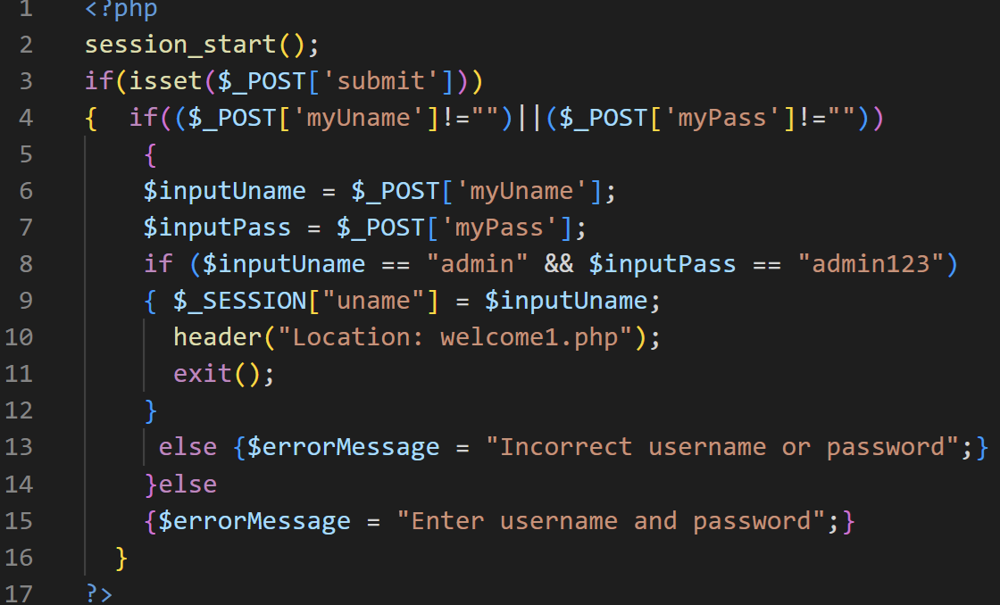 1 <?php
2 session_start();
3 if(isset($_POST['submit']))
4 {  if(($_POST['myUname']!="")||($_POST['myPass']!=""))
5     {
6     $inputUname = $_POST['myUname'];
7     $inputPass = $_POST['myPass'];
8     if ($inputUname == "admin" && $inputPass == "admin123")
9     { $_SESSION["uname"] = $inputUname;
10       header("Location: welcome1.php");
11       exit();
12     }
13      else {$errorMessage = "Incorrect username or password";}
14     }else
15     {$errorMessage = "Enter username and password";}
16   }
17 ?>